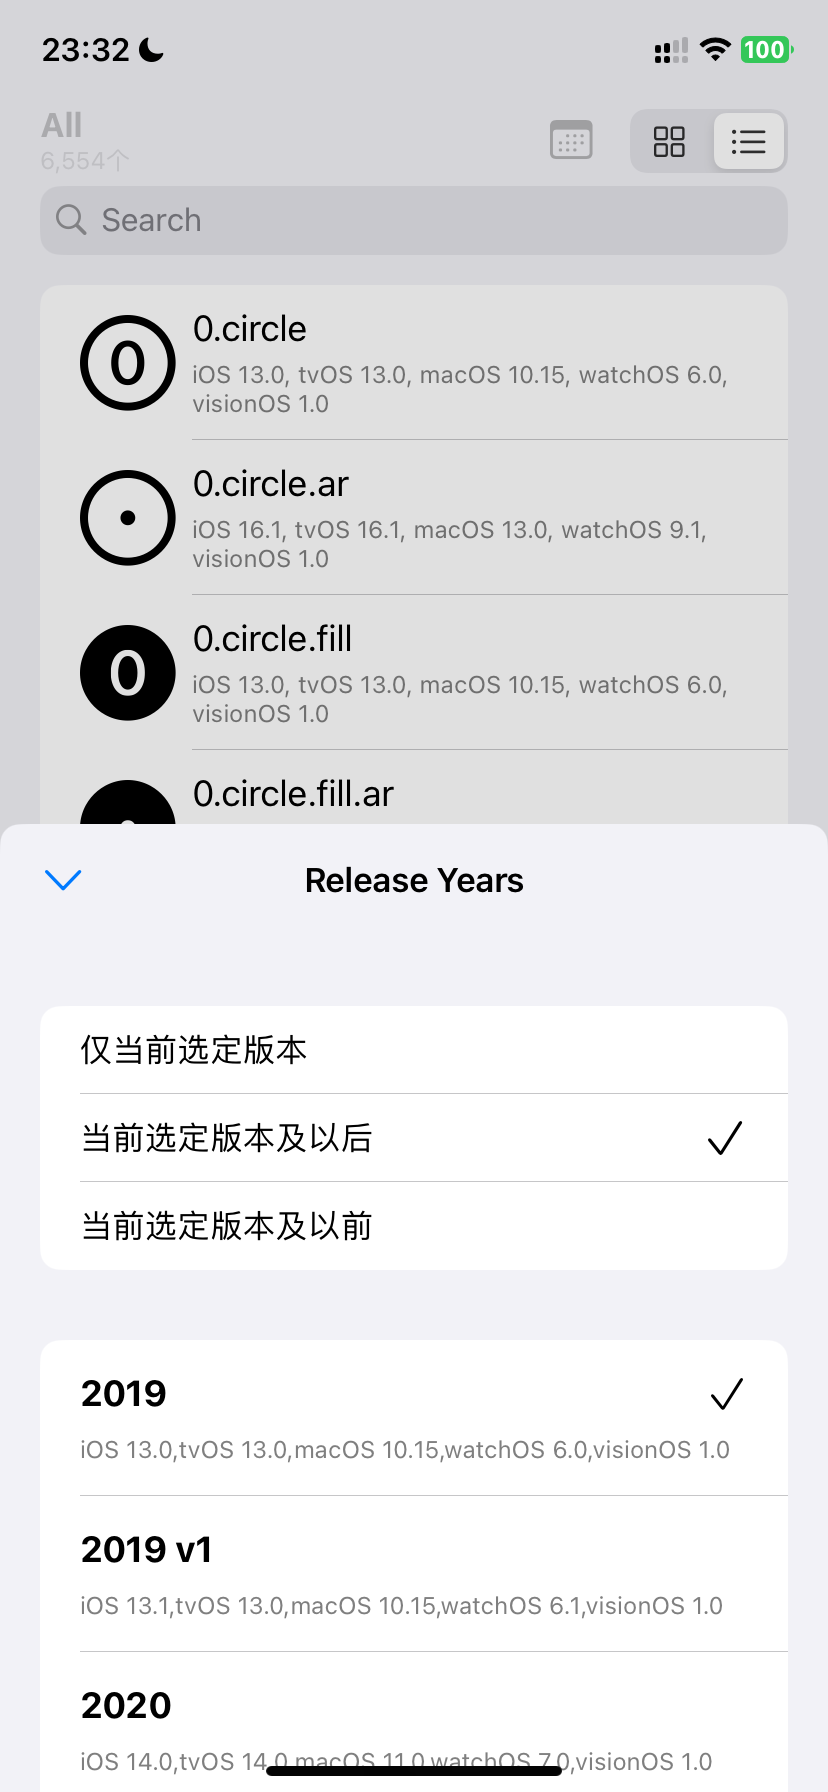 23:32
100
All
6,554个
Search
0
0.circle
iOS 13.0, tvOS 13.0, macOS 10.15, watchOS 6.0,
visionOS 1.0
0.circle.ar
iOS 16.1, tvOS 16.1, macOS 13.0, watchOS 9.1,
visionOS 1.0
0
0.circle.fill
iOS 13.0, tvOS 13.0, macOS 10.15, watchOS 6.0,
visionOS 1.0
0.circle.fill.ar
Release Years
仅当前选定版本
当前选定版本及以后
当前选定版本及以前
2019
iOS 13.0,tvOS 13.0,macOS 10.15,watchOS 6.0,visionOS 1.0
2019 v1
iOS 13.1,tvOS 13.0,macOS 10.15,watchOS 6.1,visionOS 1.0
2020
iOS 14.0,tvOS 14.0,macOS 11.0,watchOS 7.0,visionOS 1.0